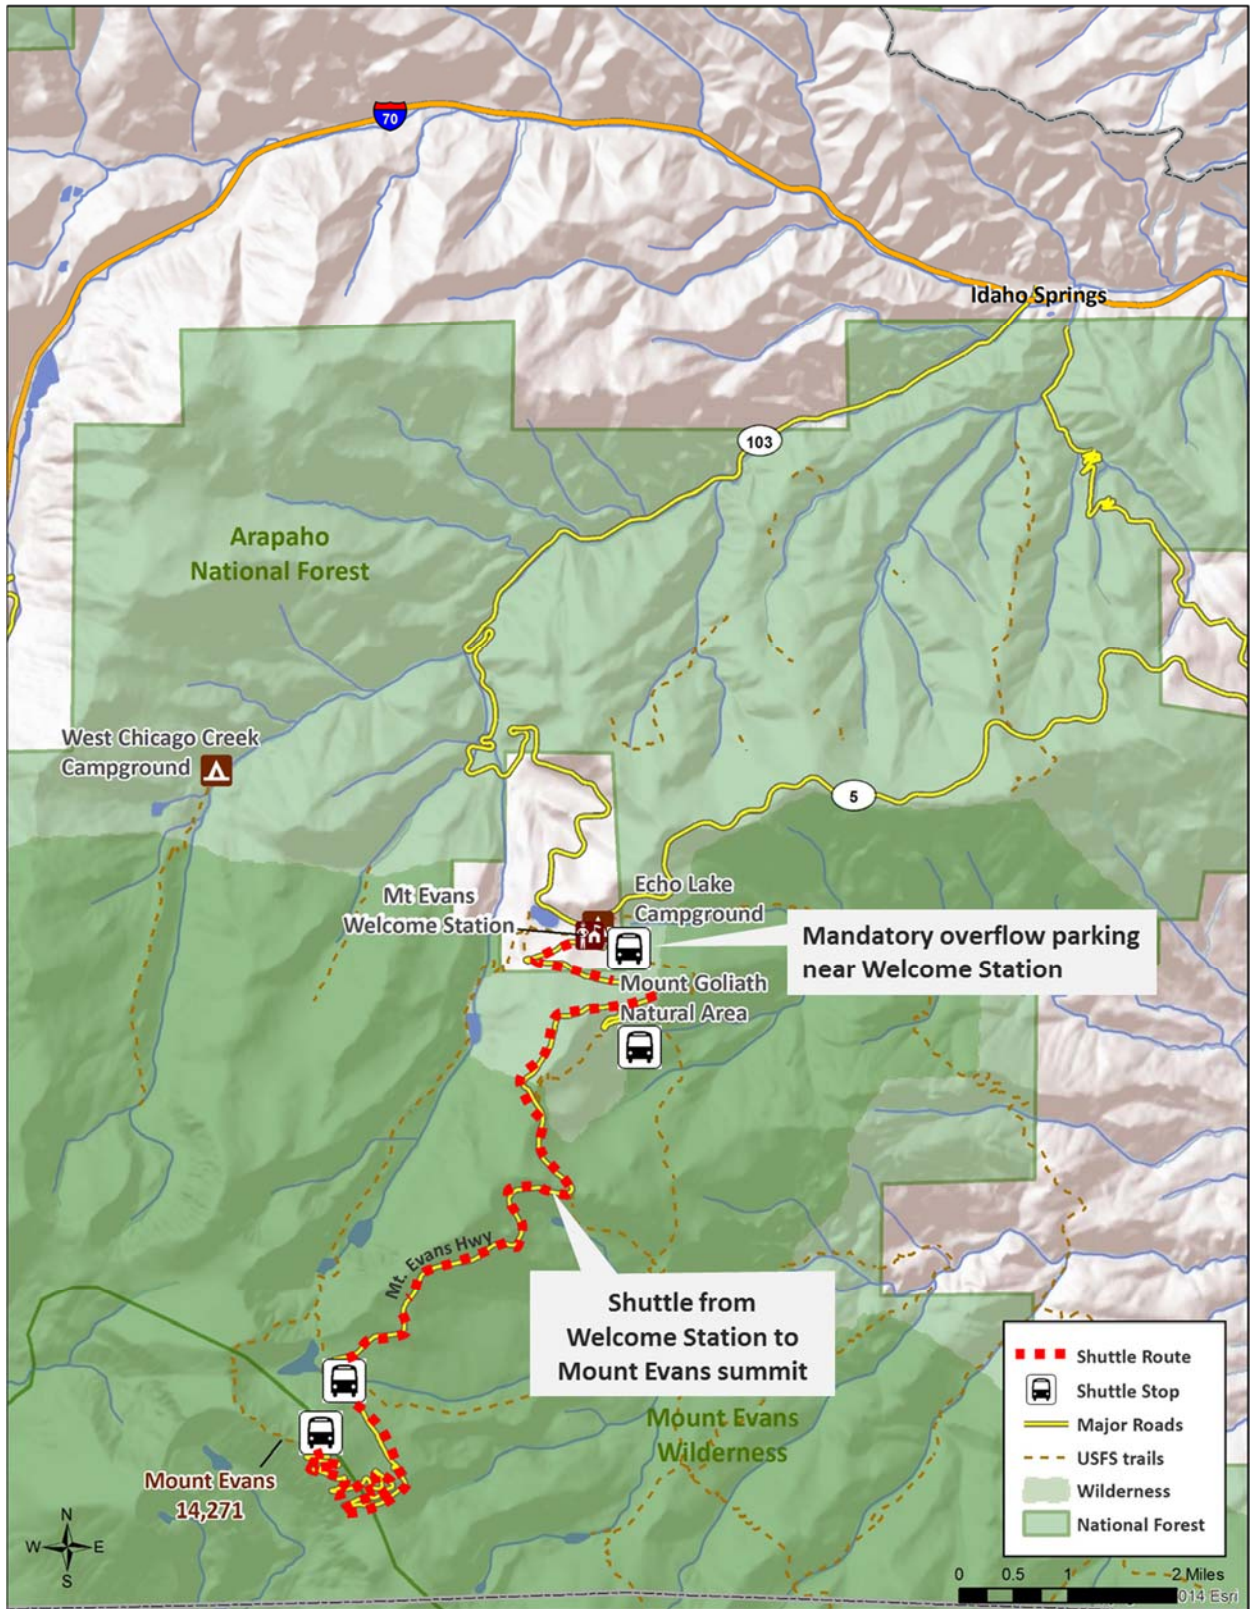 70
Idaho Springs
103
Arapaho
National Forest
West Chicago Creek
Campground
5
Mt Evans
Welcome Station
Echo Lake
Campground
Mandatory overflow parking
near Welcome Station
Mount Goliath
Natural Area
Mt. Evans Hwy
Shuttle from
Welcome Station to
Mount Evans summit
Mount Evans
Wilderness
Mount Evans
14,271
Shuttle Route
Shuttle Stop
Major Roads
USFS trails
Wilderness
National Forest
N
W E
S
0 0.5 1 2 Miles
014 Esri